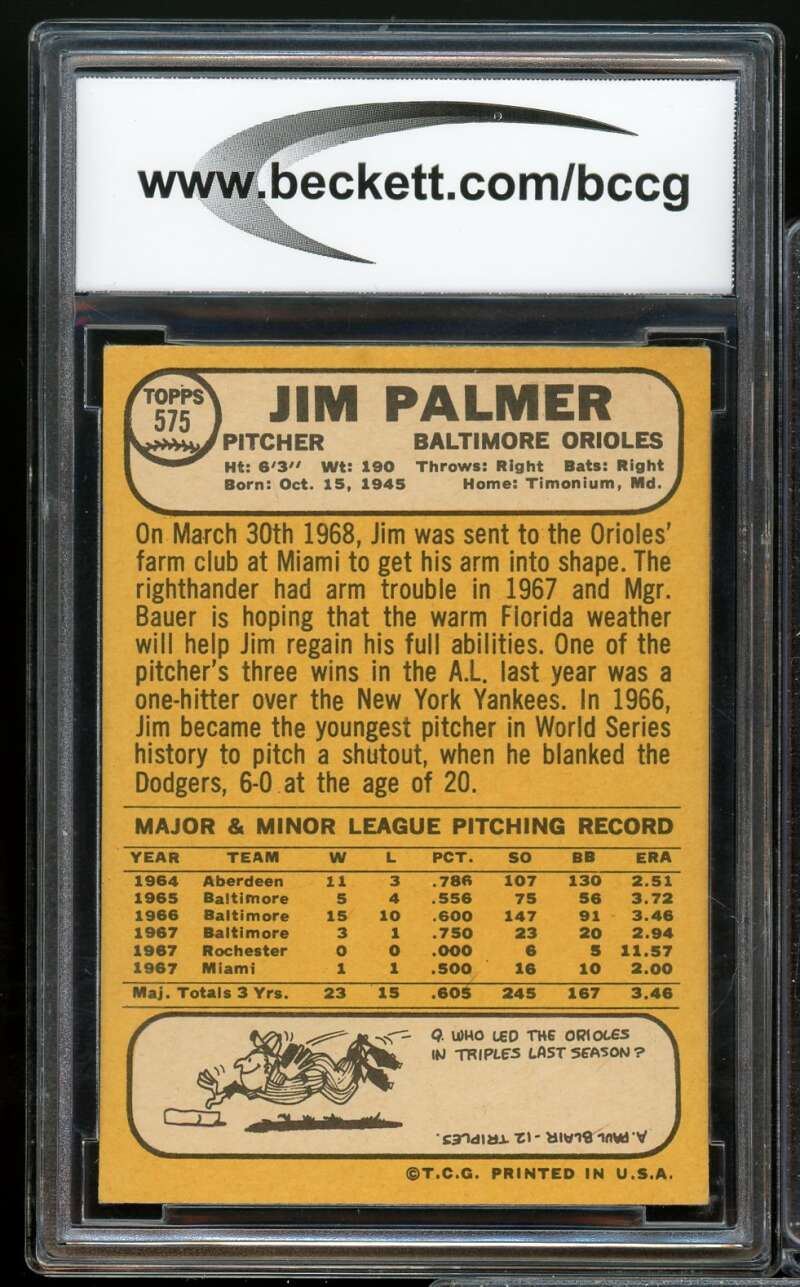 www.beckett.com/bccg
TOPPS
575
JIM PALMER
PITCHER BALTIMORE ORIOLES
Ht: 6'3" Wt: 190 Throws: Right Bats: Right
Born: Oct. 15, 1945 Home: Timonium, Md.
On March 30th 1968, Jim was sent to the Orioles'
farm club at Miami to get his arm into shape. The
righthander had arm trouble in 1967 and Mgr.
Bauer is hoping that the warm Florida weather
will help Jim regain his full abilities. One of the
pitcher's three wins in the A.L. last year was a
one-hitter over the New York Yankees. In 1966,
Jim became the youngest pitcher in World Series
history to pitch a shutout, when he blanked the
Dodgers, 6-0 at the age of 20.
MAJOR & MINOR LEAGUE PITCHING RECORD
YEAR TEAM W L PCT. SO BB ERA
1964 Aberdeen 11 3 .786 107 130 2.51
1965 Baltimore 5 4 .556 75 56 3.72
1966 Baltimore 15 10 .600 147 91 3.46
1967 Baltimore 3 1 .750 23 20 2.94
1967 Rochester 0 0 .000 6 5 11.57
1967 Miami 1 1 .500 16 10 2.00
Maj. Totals 3 Yrs. 23 15 .605 245 167 3.46
Q. WHO LED THE ORIOLES
IN TRIPLES LAST SEASON?
A. PAUL BLAIR - 12 TRIPLES.
©T.C.G. PRINTED IN U.S.A.